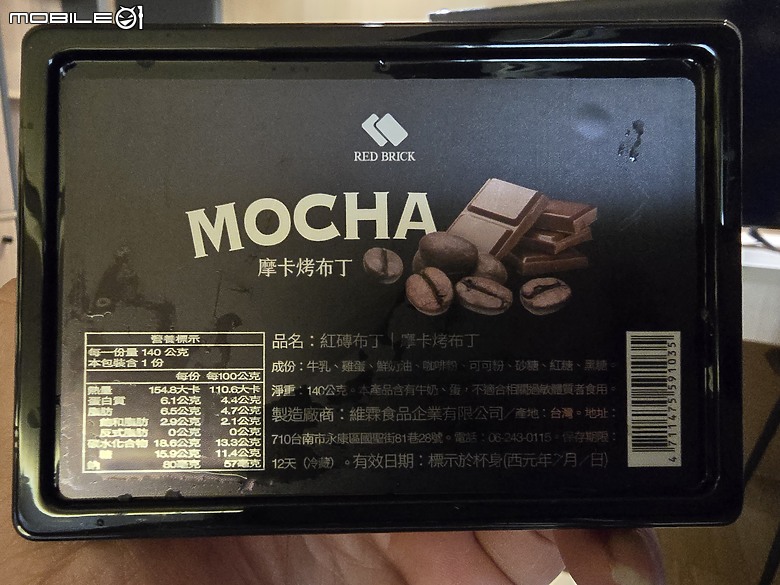 MOBILE01
RED BRICK
MOCHA
摩卡烤布丁
營養標示
每一份量 140 公克
本包裝含 1 份
每份 每100公克
熱量 154.8大卡 110.6大卡
蛋白質 6.1公克 4.4公克
脂肪 6.5公克 4.7公克
飽和脂肪 2.9公克 2.1公克
反式脂肪 0公克 0公克
碳水化合物 18.6公克 13.3公克
糖 15.9公克 11.4公克
鈉 80毫克 57毫克
品名：紅磚布丁｜摩卡烤布丁
成份：牛乳、雞蛋、鮮奶油、咖啡粉、可可粉、砂糖、紅糖、黑糖。
淨重：140公克。本產品含有牛奶、蛋，不適合相關過敏體質者食用。
製造廠商：維霖食品企業有限公司／產地：台灣。地址：
710台南市永康區國聖街81巷28號。電話：06-243-0115。保存期限：
12天（冷藏）。有效日期：標示於杯身(西元年/月/日)
4711475591035